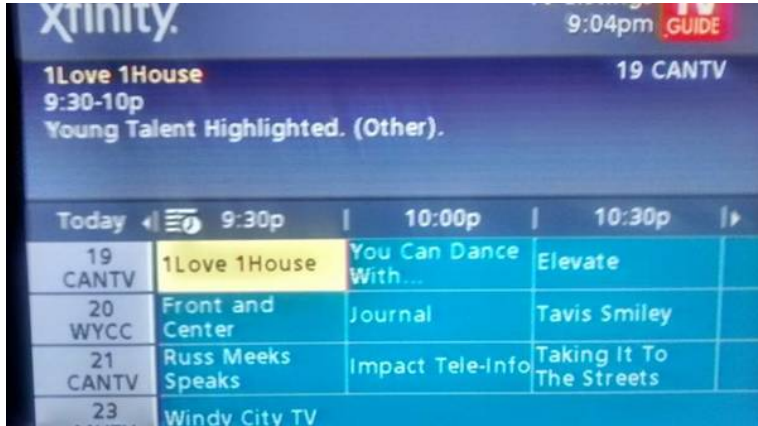 xfinity.
TV
9:04pm GUIDE
1Love 1House 19 CANTV
9:30-10p
Young Talent Highlighted. (Other).
Today 9:30p 10:00p 10:30p
19 CANTV 1Love 1House You Can Dance With... Elevate
20 WYCC Front and Center Journal Tavis Smiley
21 CANTV Russ Meeks Speaks Impact Tele-Info Taking It To The Streets
23 Windy City TV